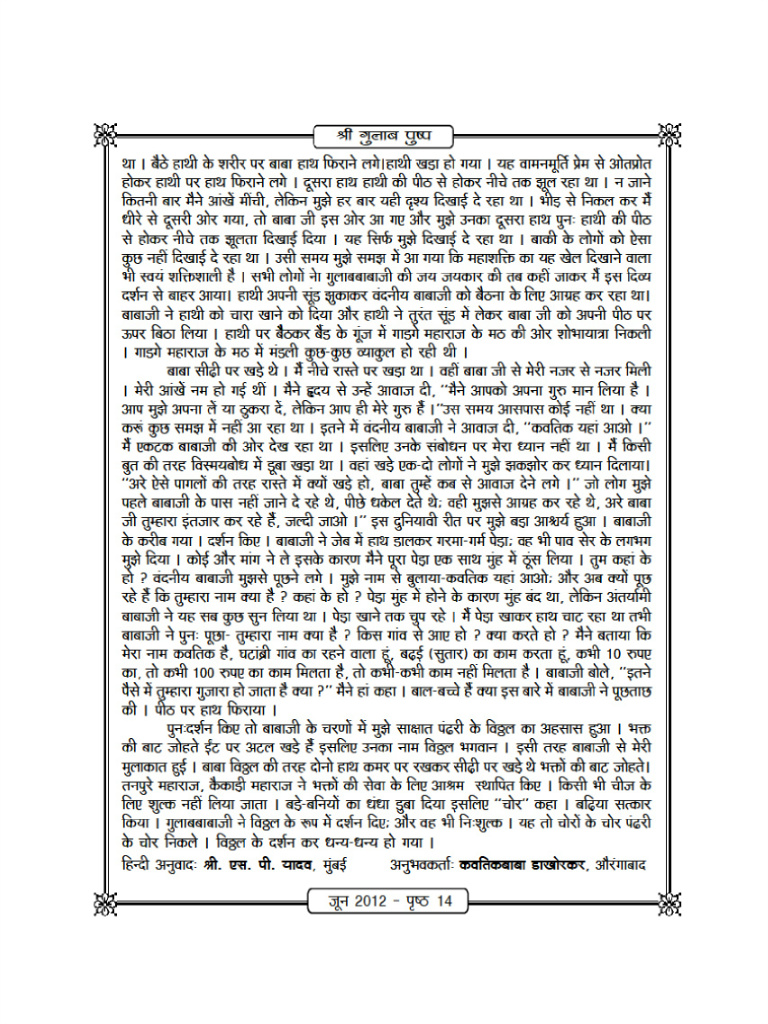 श्री गुलाब पुष्प
था । बैठे हाथी के शरीर पर बाबा हाथ फिराने लगे।हाथी खड़ा हो गया । यह वामनमूर्ति प्रेम से ओतप्रोत
होकर हाथी पर हाथ फिराने लगे । दूसरा हाथ हाथी की पीठ से होकर नीचे तक झूल रहा था । न जाने
कितनी बार मैने आंखें मींची, लेकिन मुझे हर बार यही दृश्य दिखाई दे रहा था । भीड़ से निकल कर मैं
धीरे से दूसरी ओर गया, तो बाबा जी इस ओर आ गए और मुझे उनका दूसरा हाथ पुनः हाथी की पीठ
से होकर नीचे तक झूलता दिखाई दिया । यह सिर्फ मुझे दिखाई दे रहा था । बाकी के लोगों को ऐसा
कुछ नहीं दिखाई दे रहा था । उसी समय मुझे समझ में आ गया कि महाशक्ति का यह खेल दिखाने वाला
भी स्वयं शक्तिशाली है । सभी लोगों ने। गुलाबबाबाजी की जय जयकार की तब कहीं जाकर मैं इस दिव्य
दर्शन से बाहर आया। हाथी अपनी सूंड झुकाकर वंदनीय बाबाजी को बैठना के लिए आग्रह कर रहा था।
बाबाजी ने हाथी को चारा खाने को दिया और हाथी ने तुरंत सूंड में लेकर बाबा जी को अपनी पीठ पर
ऊपर बिठा लिया । हाथी पर बैठकर बैंड के गूंज में गाडगे महाराज के मठ की ओर शोभायात्रा निकली
। गाडगे महाराज के मठ में मंडली कुछ-कुछ व्याकुल हो रही थी ।
बाबा सीढ़ी पर खड़े थे । मैं नीचे रास्ते पर खड़ा था । वहीं बाबा जी से मेरी नजर से नजर मिली
। मेरी आंखें नम हो गई थीं । मैने हृदय से उन्हें आवाज दी, "मैने आपको अपना गुरु मान लिया है ।
आप मुझे अपना लें या ठुकरा दें, लेकिन आप ही मेरे गुरु हैं ।"उस समय आसपास कोई नहीं था । क्या
करूं कुछ समझ में नहीं आ रहा था । इतने में वंदनीय बाबाजी ने आवाज दी, "कवतिक यहां आओ ।"
मैं एकटक बाबाजी की ओर देख रहा था । इसलिए उनके संबोधन पर मेरा ध्यान नहीं था । मैं किसी
बुत की तरह विस्मयबोध में डूबा खड़ा था । वहां खड़े एक-दो लोगों ने मुझे झकझोर कर ध्यान दिलाया।
"अरे ऐसे पागलों की तरह रास्ते में क्यों खड़े हो, बाबा तुम्हें कब से आवाज देने लगे ।" जो लोग मुझे
पहले बाबाजी के पास नहीं जाने दे रहे थे, पीछे धकेल देते थे; वही मुझसे आग्रह कर रहे थे, अरे बाबा
जी तुम्हारा इंतजार कर रहे हैं, जल्दी जाओ ।" इस दुनियावी रीत पर मुझे बड़ा आश्चर्य हुआ । बाबाजी
के करीब गया । दर्शन किए । बाबाजी ने जेब में हाथ डालकर गरमा-गर्म पेड़ा; वह भी पाव सेर के लगभग
मुझे दिया । कोई और मांग न ले इसके कारण मैने पूरा पेड़ा एक साथ मुंह में ठूंस लिया । तुम कहां के
हो ? वंदनीय बाबाजी मुझसे पूछने लगे । मुझे नाम से बुलाया-कवतिक यहां आओ; और अब क्यों पूछ
रहे हैं कि तुम्हारा नाम क्या है ? कहां के हो ? पेड़ा मुंह में होने के कारण मुंह बंद था, लेकिन अंतर्यामी
बाबाजी ने यह सब कुछ सुन लिया था । पेड़ा खाने तक चुप रहे । मैं पेड़ा खाकर हाथ चाट रहा था तभी
बाबाजी ने पुनः पूछा- तुम्हारा नाम क्या है ? किस गांव से आए हो ? क्या करते हो ? मैने बताया कि
मेरा नाम कवतिक है, घटांब्री गांव का रहने वाला हूं, बढ़ई (सुतार) का काम करता हूं, कभी 10 रुपए
का, तो कभी 100 रुपए का काम मिलता है, तो कभी-कभी काम नहीं मिलता है । बाबाजी बोले, "इतने
पैसे में तुम्हारा गुजारा हो जाता है क्या ?" मैने हां कहा । बाल-बच्चे हैं क्या इस बारे में बाबाजी ने पूछताछ
की । पीठ पर हाथ फिराया ।
पुनःदर्शन किए तो बाबाजी के चरणों में मुझे साक्षात पंढरी के विठ्ठल का अहसास हुआ । भक्त
की बाट जोहते ईंट पर अटल खड़े हैं इसलिए उनका नाम विठ्ठल भगवान । इसी तरह बाबाजी से मेरी
मुलाकात हुई । बाबा विठ्ठल की तरह दोनो हाथ कमर पर रखकर सीढ़ी पर खड़े थे भक्तों की बाट जोहते।
तनपुरे महाराज, कैकाड़ी महाराज ने भक्तों की सेवा के लिए आश्रम स्थापित किए । किसी भी चीज के
लिए शुल्क नहीं लिया जाता । बड़े-बनियों का धंधा डुबा दिया इसलिए "चोर" कहा । बढ़िया सत्कार
किया । गुलाबबाबाजी ने विठ्ठल के रूप में दर्शन दिए; और वह भी निःशुल्क । यह तो चोरों के चोर पंढरी
के चोर निकले । विठ्ठल के दर्शन कर धन्य-धन्य हो गया ।
हिन्दी अनुवादः श्री. एस. पी. यादव, मुंबई अनुभवकर्ताः कवतिकबाबा डाखोरकर, औरंगाबाद
जून 2012 - पृष्ठ 14